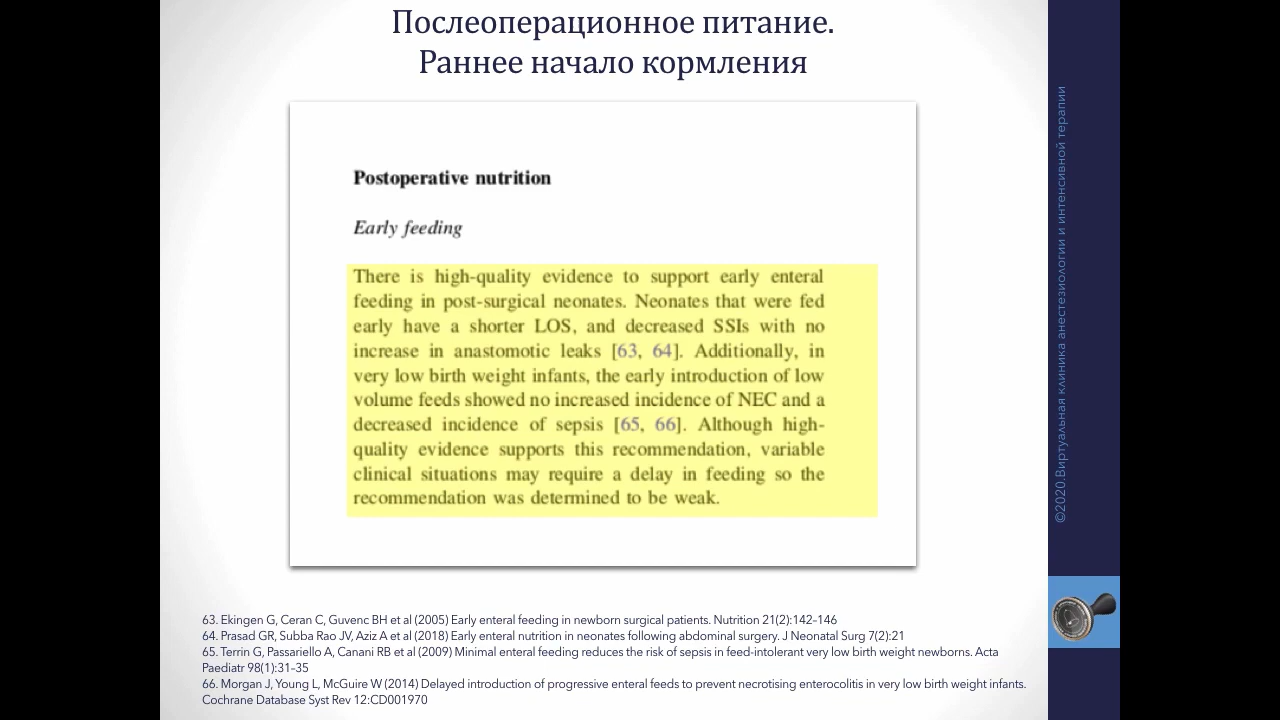 Послеоперационное питание.
Раннее начало кормления
Postoperative nutrition
Early feeding
There is high-quality evidence to support early enteral
feeding in post-surgical neonates. Neonates that were fed
early have a shorter LOS, and decreased SSIs with no
increase in anastomotic leaks [63, 64]. Additionally, in
very low birth weight infants, the early introduction of low
volume feeds showed no increased incidence of NEC and a
decreased incidence of sepsis [65, 66]. Although high-
quality evidence supports this recommendation, variable
clinical situations may require a delay in feeding so the
recommendation was determined to be weak.
63. Ekingen G, Ceran C, Guvenc BH et al (2005) Early enteral feeding in newborn surgical patients. Nutrition 21(2):142–146
64. Prasad GR, Subba Rao JV, Aziz A et al (2018) Early enteral nutrition in neonates following abdominal surgery. J Neonatal Surg 7(2):21
65. Terrin G, Passariello A, Canani RB et al (2009) Minimal enteral feeding reduces the risk of sepsis in feed-intolerant very low birth weight newborns. Acta
Paediatr 98(1):31–35
66. Morgan J, Young L, McGuire W (2014) Delayed introduction of progressive enteral feeds to prevent necrotising enterocolitis in very low birth weight infants.
Cochrane Database Syst Rev 12:CD001970
©2020.Виртуальная клиника анестезиологии и интенсивной терапии